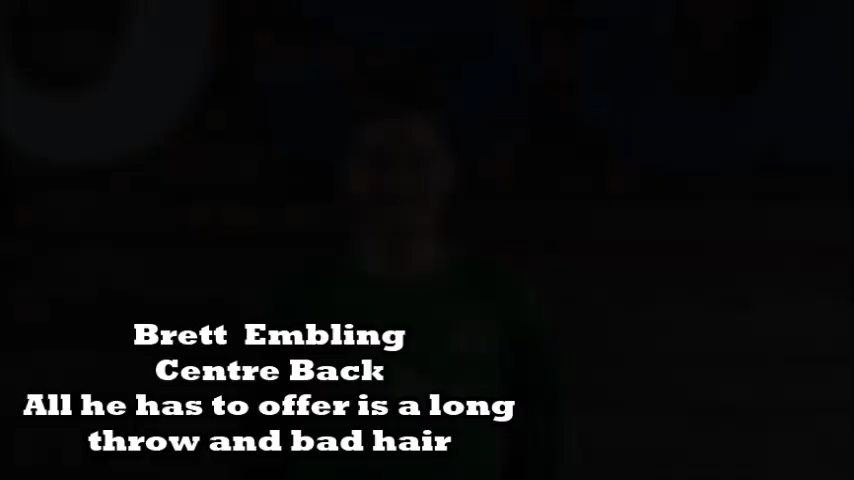 Brett Embling
Centre Back
All he has to offer is a long
throw and bad hair